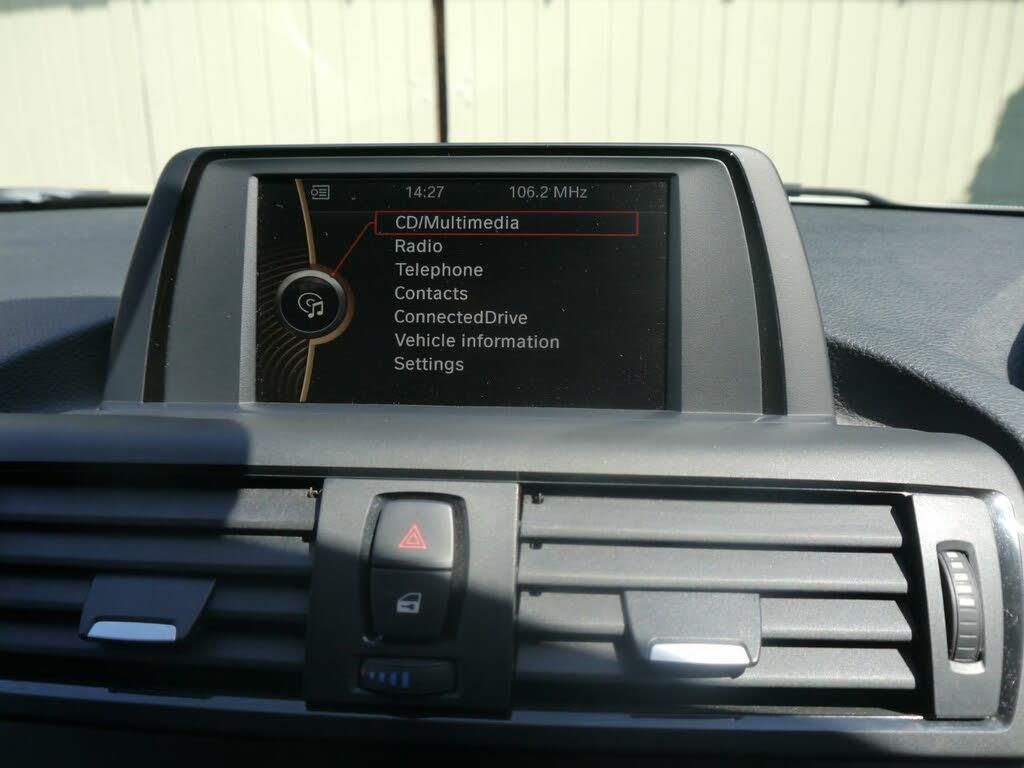 14:27 106.2 MHz
CD/Multimedia
Radio
Telephone
Contacts
ConnectedDrive
Vehicle information
Settings